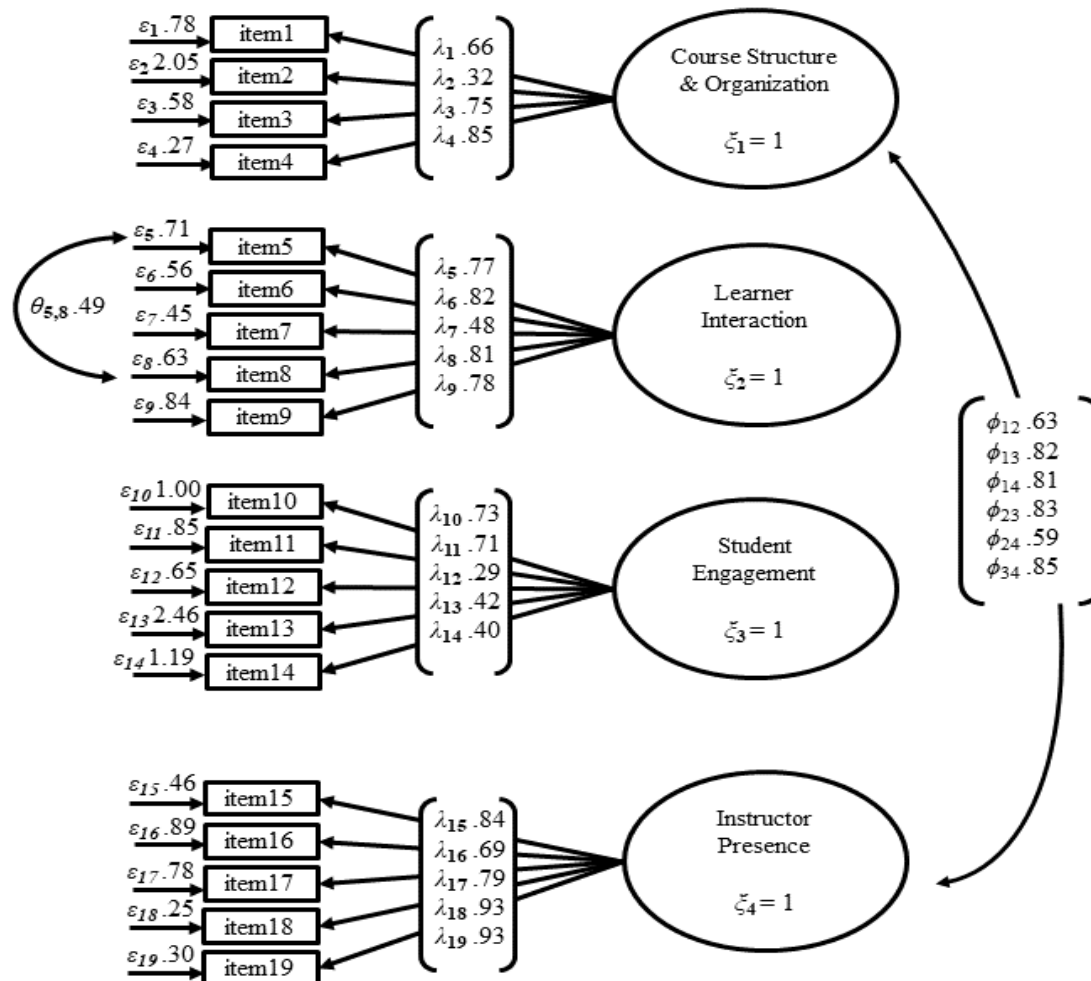 ε1 .78
item1
ε2 2.05
item2
ε3 .58
item3
ε4 .27
item4
λ1 .66
λ2 .32
λ3 .75
λ4 .85
Course Structure
& Organization
ξ1 = 1
ε5 .71
item5
ε6 .56
item6
ε7 .45
item7
ε8 .63
item8
ε9 .84
item9
θ5,8 .49
λ5 .77
λ6 .82
λ7 .48
λ8 .81
λ9 .78
Learner
Interaction
ξ2 = 1
ϕ12 .63
ϕ13 .82
ϕ14 .81
ϕ23 .83
ϕ24 .59
ϕ34 .85
ε10 1.00
item10
ε11 .85
item11
ε12 .65
item12
ε13 2.46
item13
ε14 1.19
item14
λ10 .73
λ11 .71
λ12 .29
λ13 .42
λ14 .40
Student
Engagement
ξ3 = 1
ε15 .46
item15
ε16 .89
item16
ε17 .78
item17
ε18 .25
item18
ε19 .30
item19
λ15 .84
λ16 .69
λ17 .79
λ18 .93
λ19 .93
Instructor
Presence
ξ4 = 1